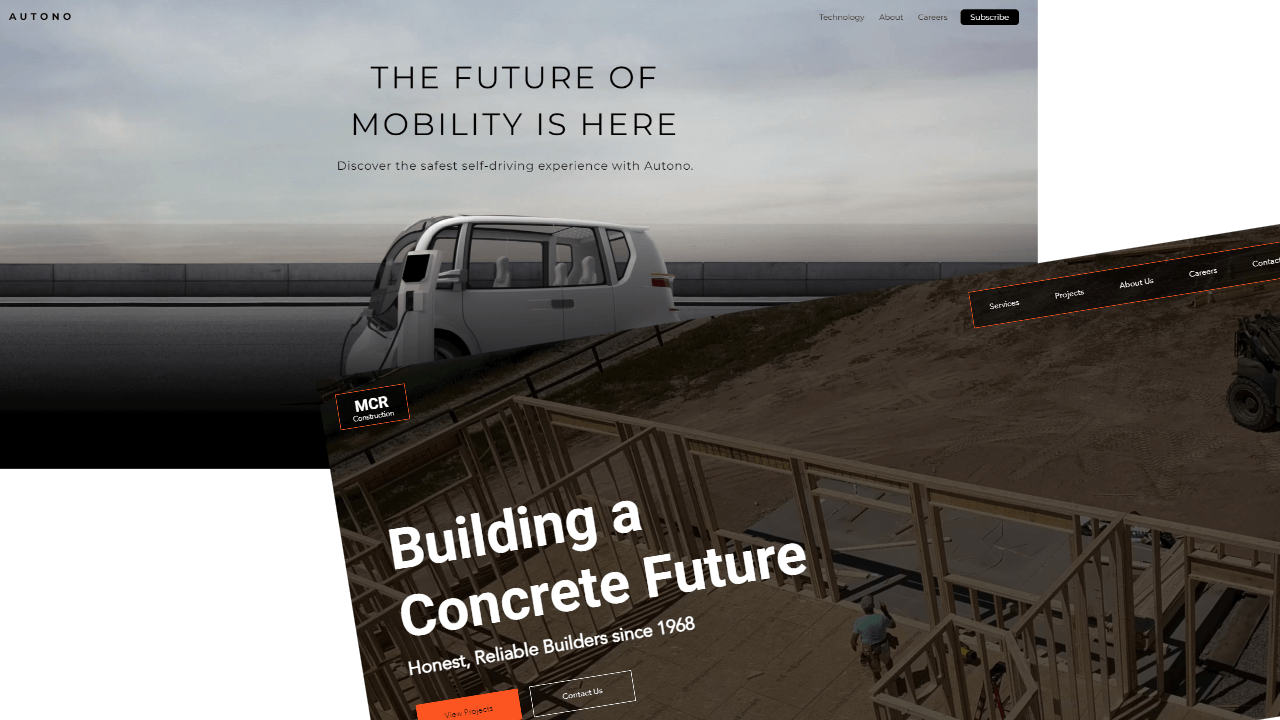 AUTONO
Technology About Careers Subscribe
THE FUTURE OF
MOBILITY IS HERE
Discover the safest self-driving experience with Autono.
Services Projects About Us Careers Contact
MCR
Construction
Building a
Concrete Future
Honest, Reliable Builders since 1968
View Projects Contact Us